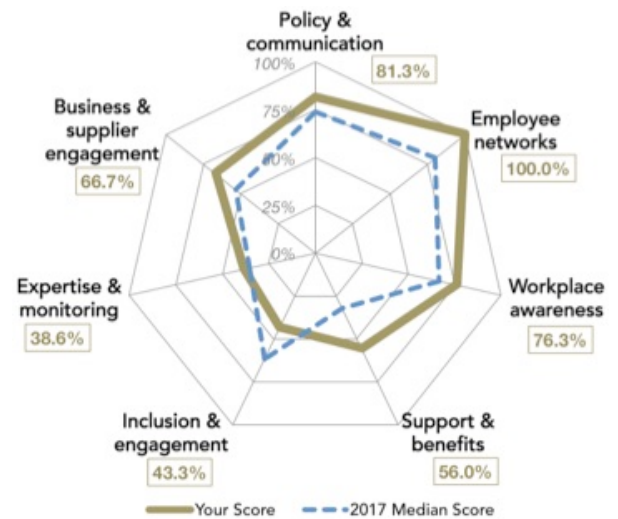 Policy &
communication
100%
81.3%
75%
Business &
supplier
engagement
Employee
networks
66.7%
100.0%
50%
25%
0%
Expertise &
monitoring
Workplace
awareness
38.6%
76.3%
Inclusion &
engagement
Support &
benefits
43.3%
56.0%
Your Score
2017 Median Score